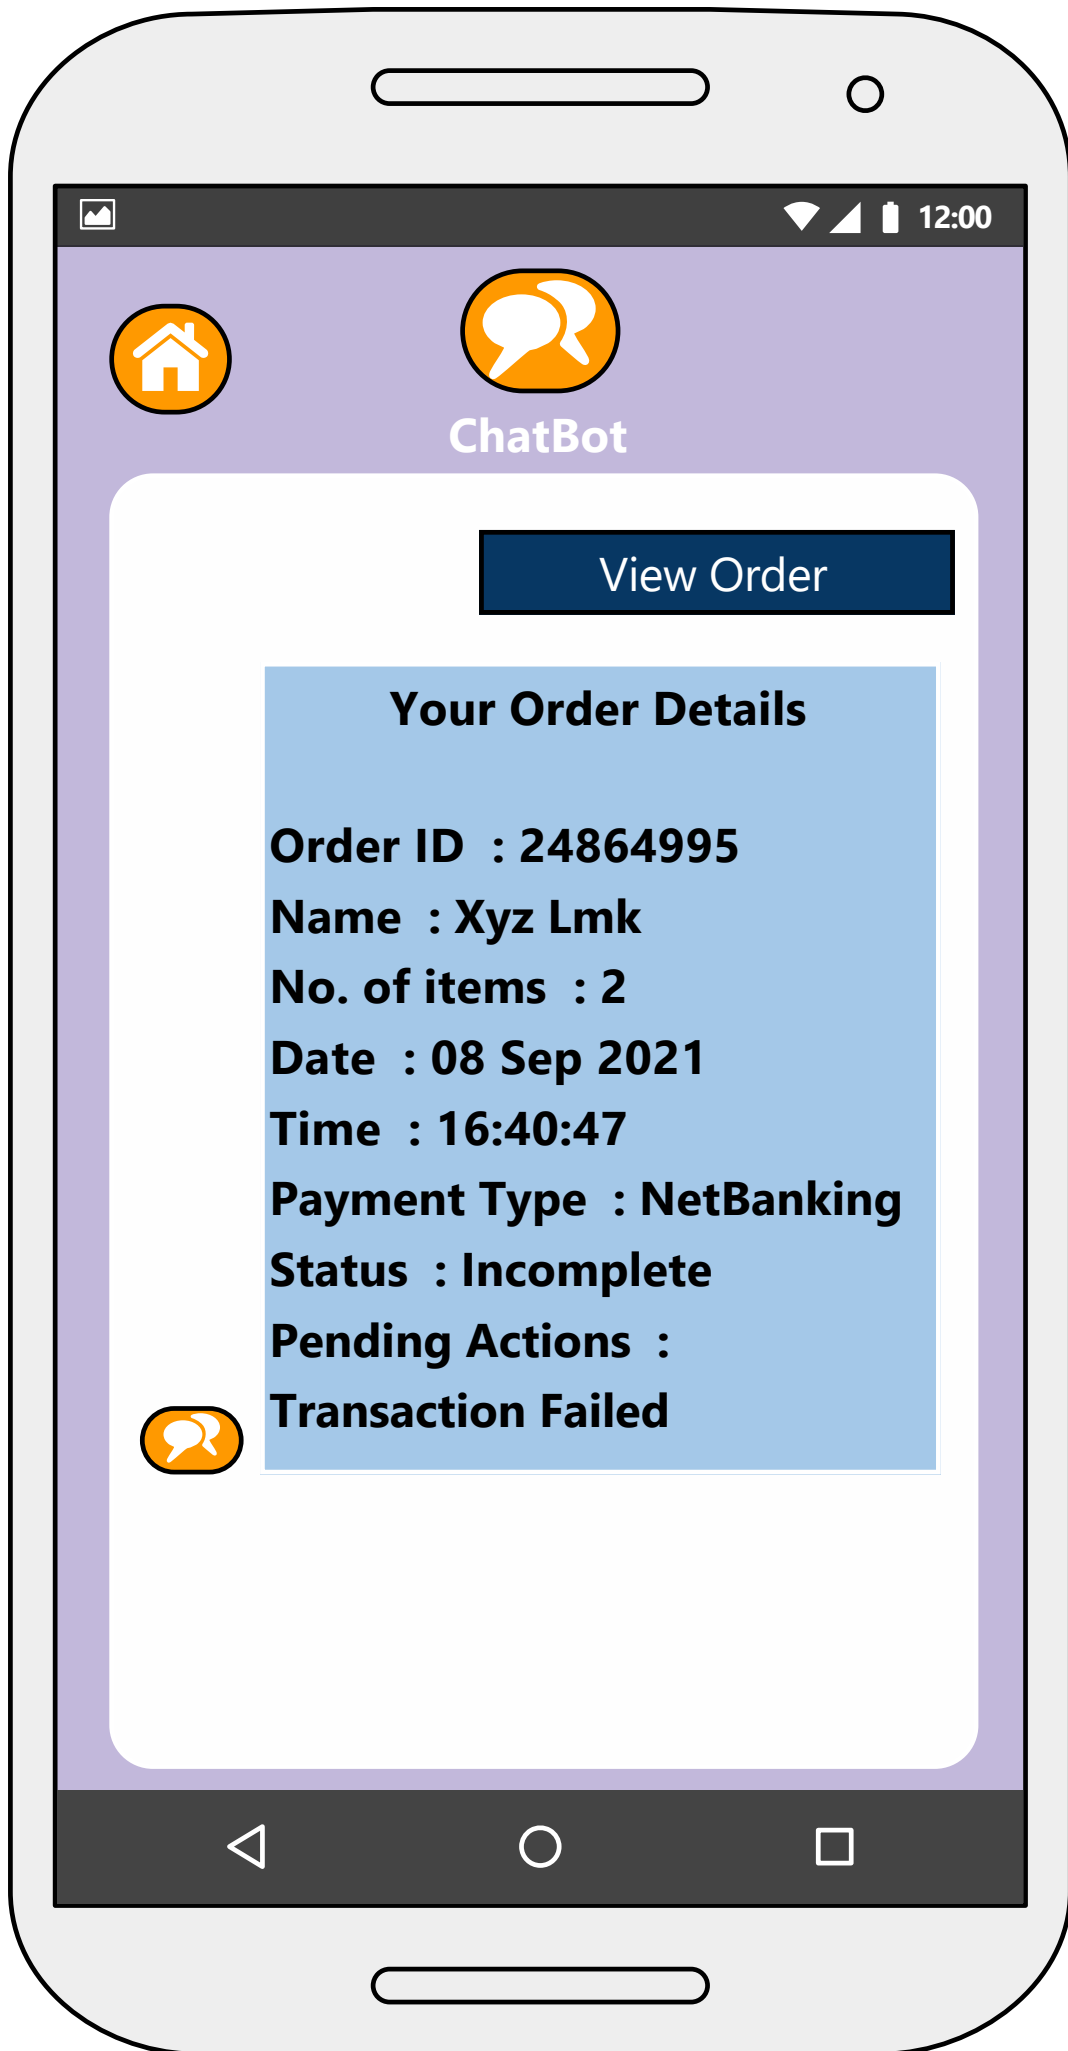 12:00
ChatBot
View Order
Your Order Details
Order ID : 24864995
Name : Xyz Lmk
No. of items : 2
Date : 08 Sep 2021
Time : 16:40:47
Payment Type : NetBanking
Status : Incomplete
Pending Actions :
Transaction Failed